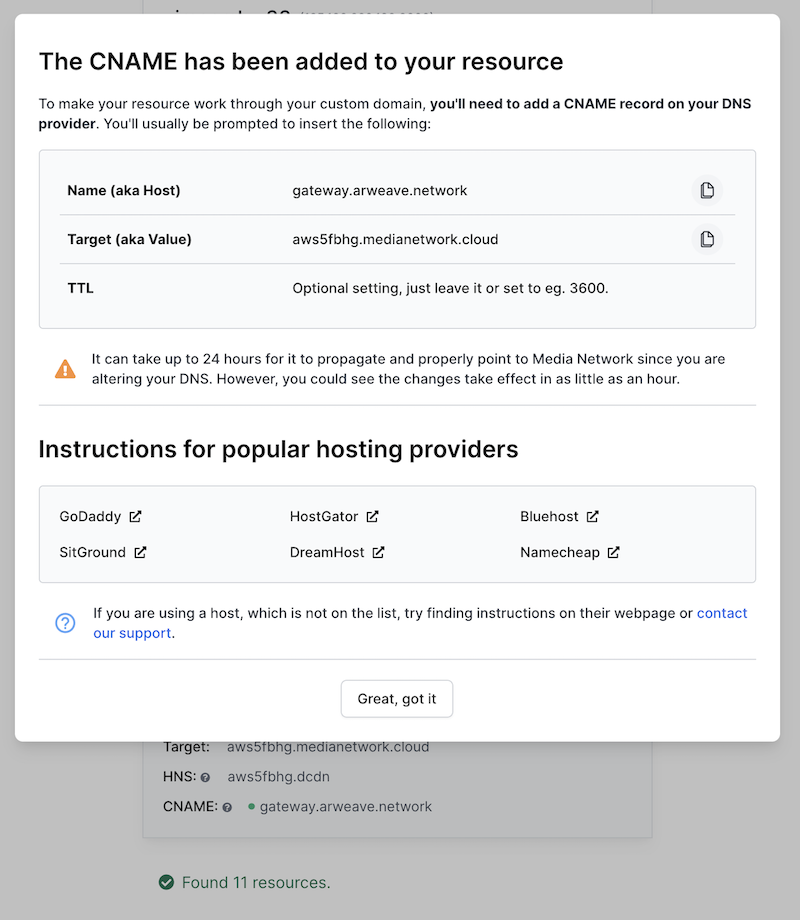 The CNAME has been added to your resource
To make your resource work through your custom domain, you'll need to add a CNAME record on your DNS
provider. You'll usually be prompted to insert the following:
Name (aka Host) gateway.arweave.network
Target (aka Value) aws5fbhg.medianetwork.cloud
TTL Optional setting, just leave it or set to eg. 3600.
It can take up to 24 hours for it to propagate and properly point to Media Network since you are
altering your DNS. However, you could see the changes take effect in as little as an hour.
Instructions for popular hosting providers
GoDaddy HostGator Bluehost
SitGround DreamHost Namecheap
If you are using a host, which is not on the list, try finding instructions on their webpage or contact
our support.
Great, got it
Target: aws5fbhg.medianetwork.cloud
HNS: aws5fbhg.dcdn
CNAME: gateway.arweave.network
Found 11 resources.